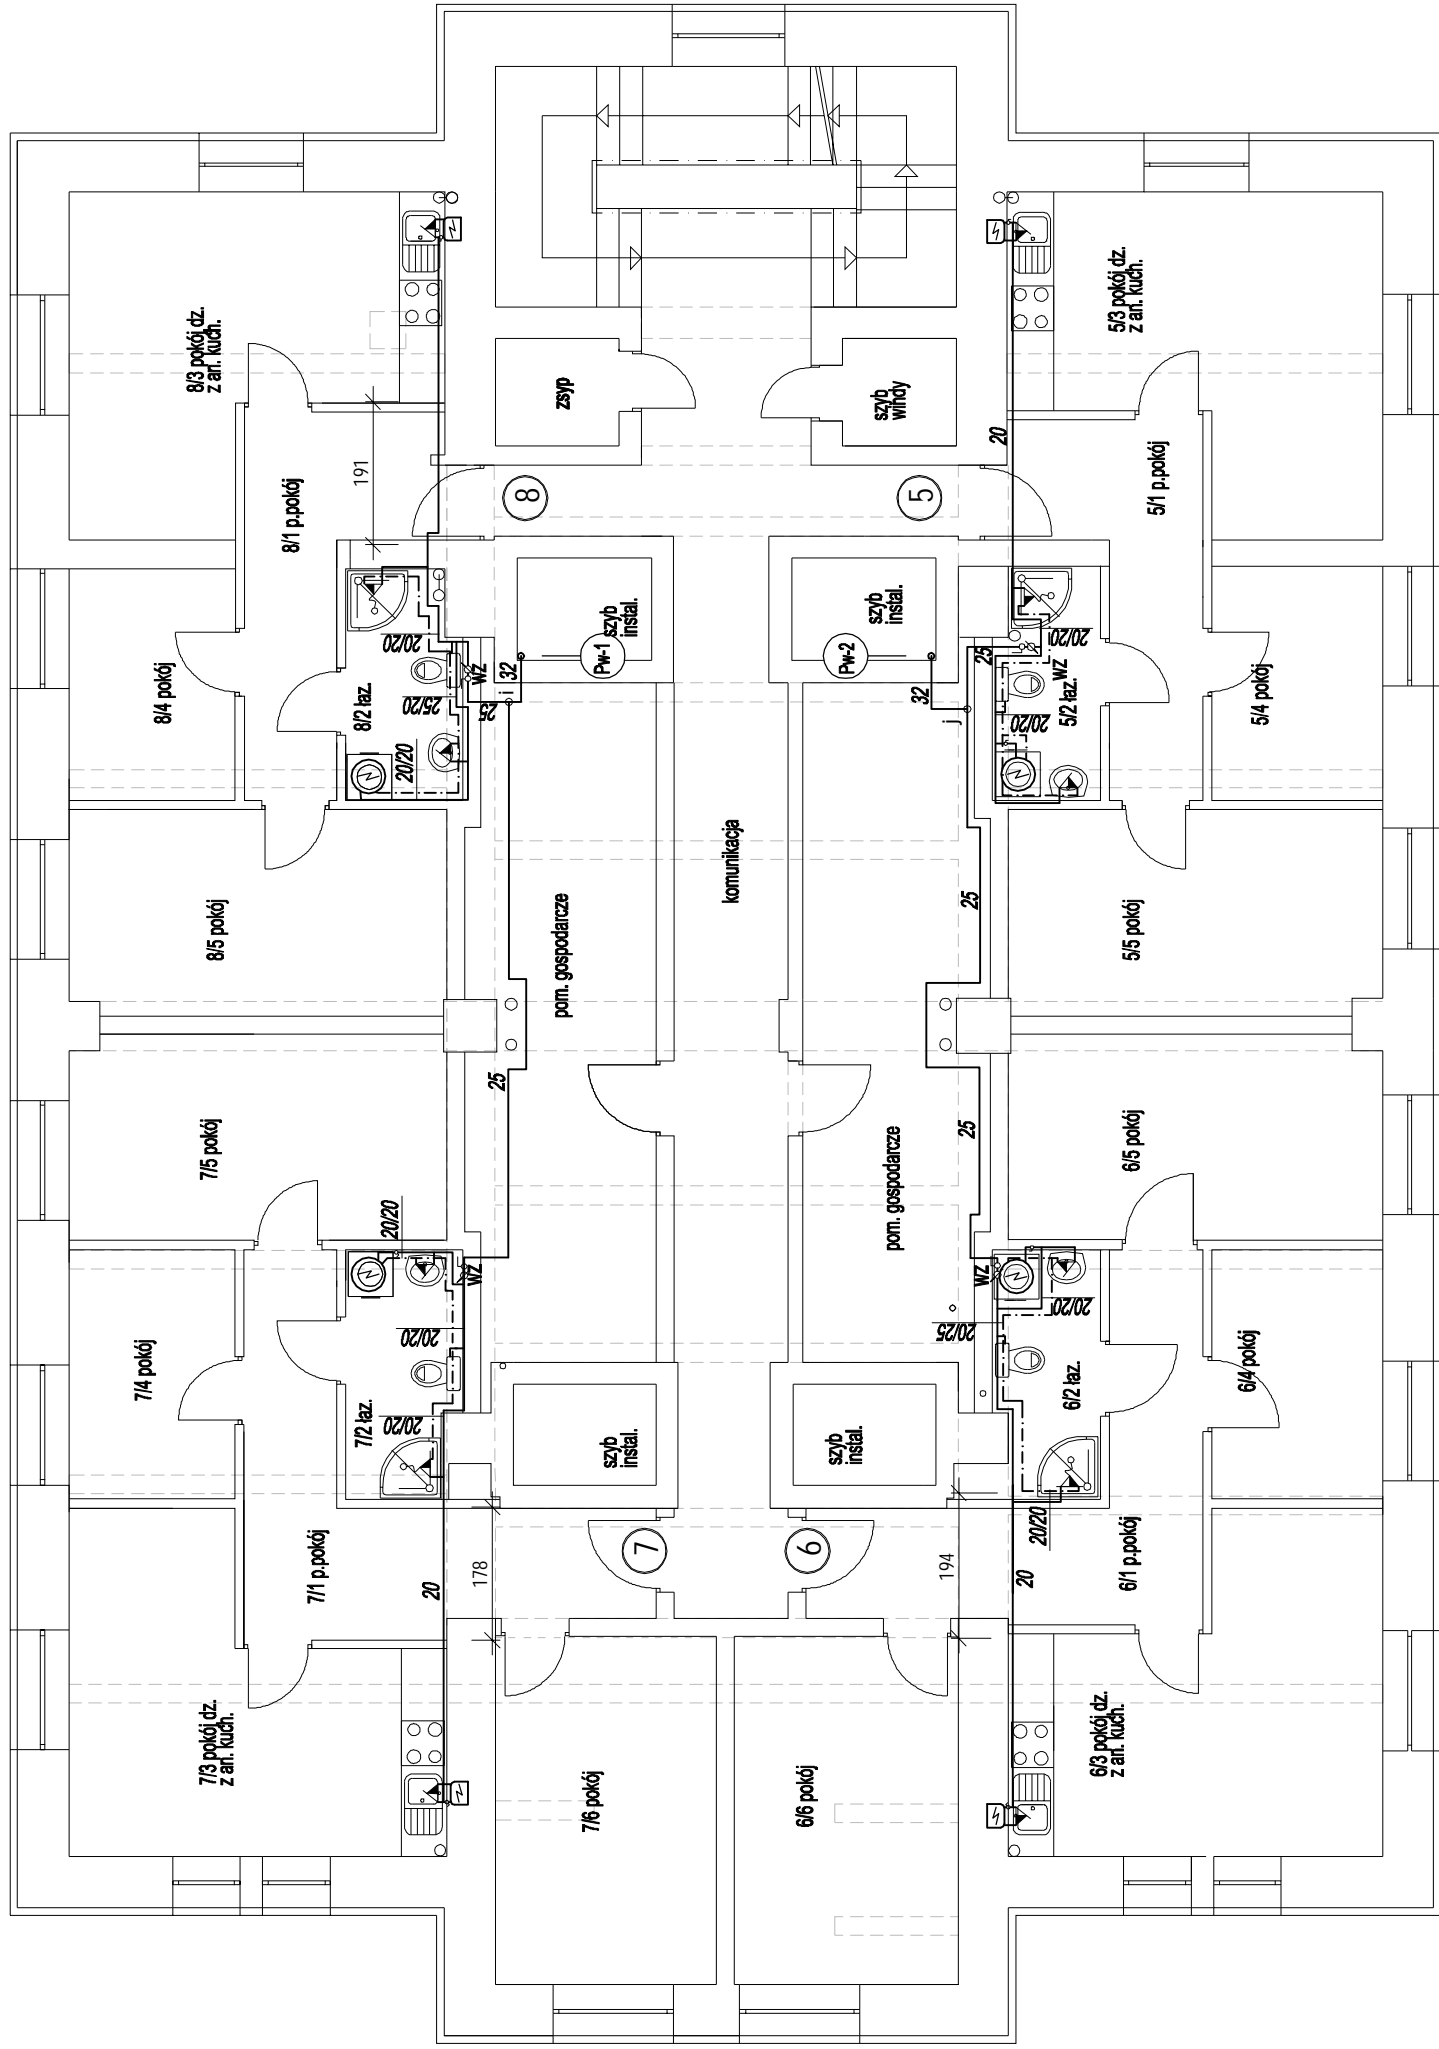 8/3 pokój dz.
z an. kuch.
5/3 pokój dz.
z an. kuch.
zsyp
szyb
windy
20
191
8/1 p.pokój
5/1 p.pokój
8
5
szyb
instal.
szyb
instal.
20/20
20/20
8/4 pokój
8/2 łaz.
25/20
WZ
25
i
32
Pw-1
Pw-2
32
j
25
WZ
20/20
5/2 łaz.
5/4 pokój
20/20
komunikacja
8/5 pokój
pom. gospodarcze
25
5/5 pokój
25
25
7/5 pokój
pom. gospodarcze
6/5 pokój
20/20
WZ
WZ
20/20
20/25
20/20
7/4 pokój
7/2 łaz.
20/20
6/2 łaz.
6/4 pokój
szyb
instal.
szyb
instal.
20/20
7/1 p.pokój
20
178
7
6
194
20
6/1 p.pokój
7/3 pokój dz.
z an. kuch.
7/6 pokój
6/6 pokój
6/3 pokój dz.
z an. kuch.